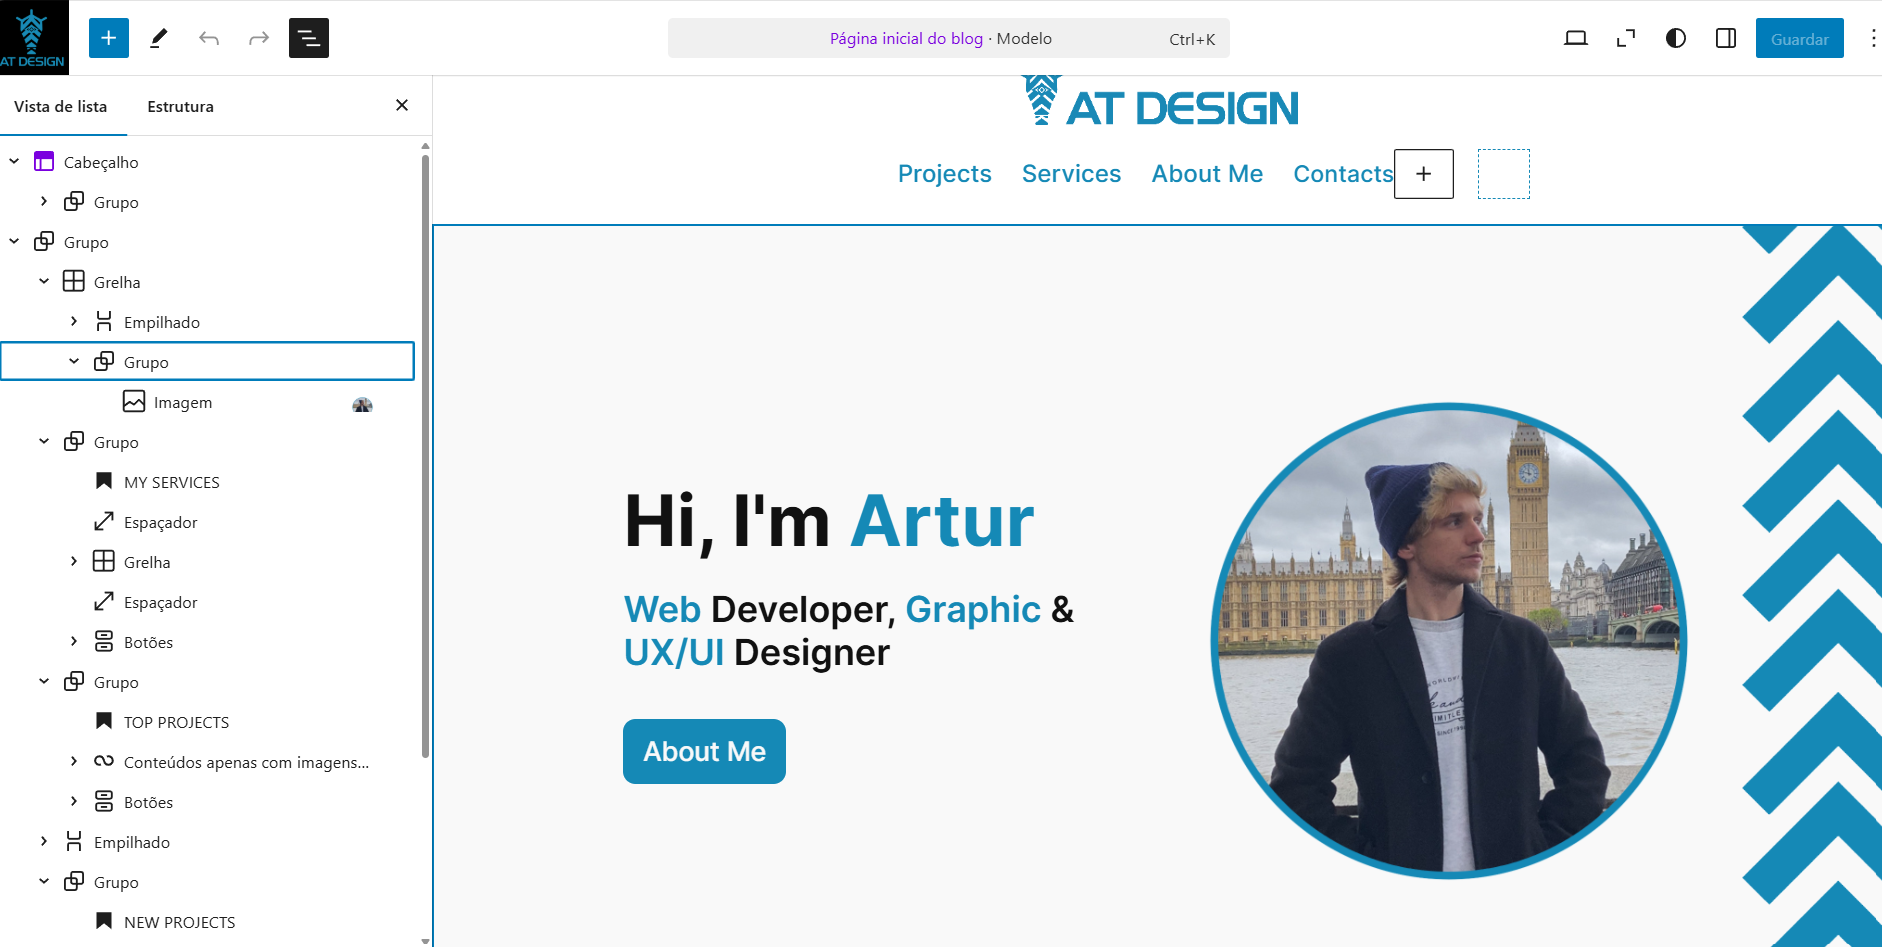 AT DESIGN
Página inicial do blog · Modelo
Ctrl+K
Guardar
Vista de lista
Estrutura
Cabeçalho
Grupo
Grupo
Grelha
Empilhado
Grupo
Imagem
Grupo
MY SERVICES
Espaçador
Grelha
Espaçador
Botões
Grupo
TOP PROJECTS
Conteúdos apenas com imagens...
Botões
Empilhado
Grupo
NEW PROJECTS
AT DESIGN
Projects
Services
About Me
Contacts
Hi, I'm Artur
Web Developer, Graphic &
UX/UI Designer
About Me